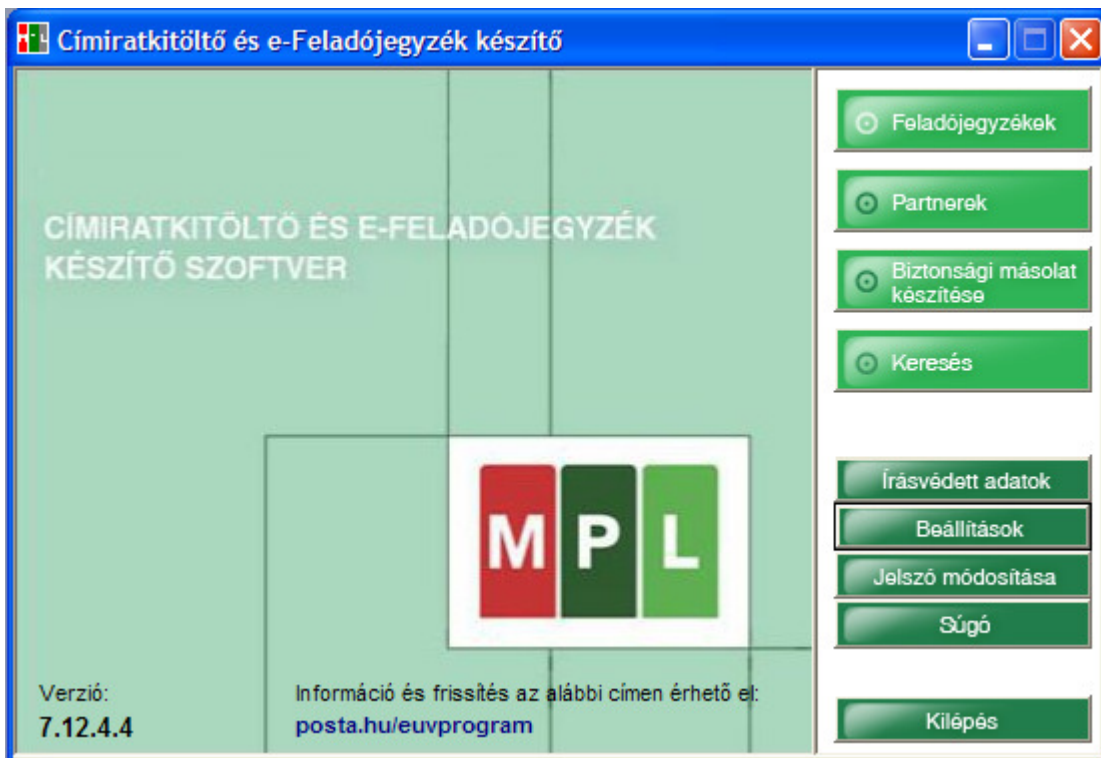 Címiratkitöltő és e-Feladójegyzék készítő
CÍMIRATKITÖLTŐ ÉS E-FELADÓJEGYZÉK
KÉSZÍTŐ SZOFTVER
M P L
Verzió:
7.12.4.4
Információ és frissítés az alábbi címen érhető el:
posta.hu/euvprogram
Feladójegyzékek
Partnerek
Biztonsági másolat
készítése
Keresés
Írásvédett adatok
Beállítások
Jelszó módosítása
Súgó
Kilépés